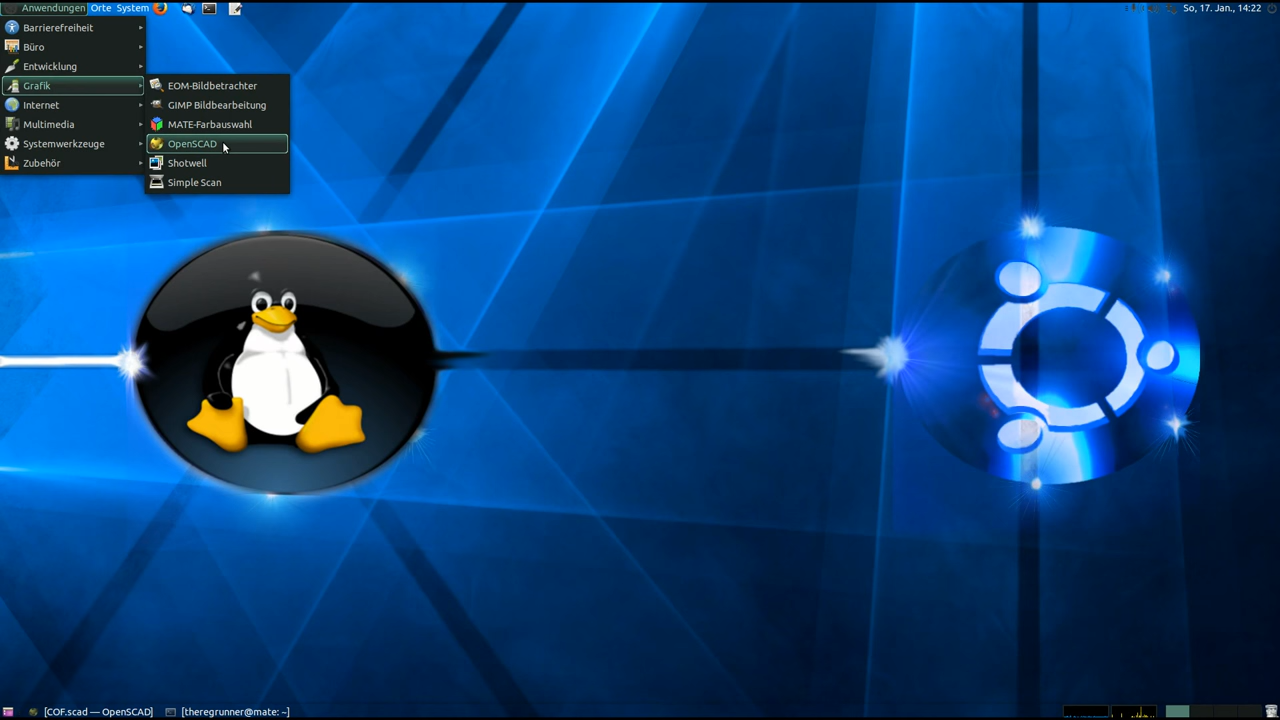 Anwendungen Orte System So, 17. Jan., 14:22
Barrierefreiheit
Büro
Entwicklung
Grafik
Internet
Multimedia
Systemwerkzeuge
Zubehör
EOM-Bildbetrachter
GIMP Bildbearbeitung
MATE-Farbauswahl
OpenSCAD
Shotwell
Simple Scan
[COF.scad — OpenSCAD] [theregrunner@mate: ~]